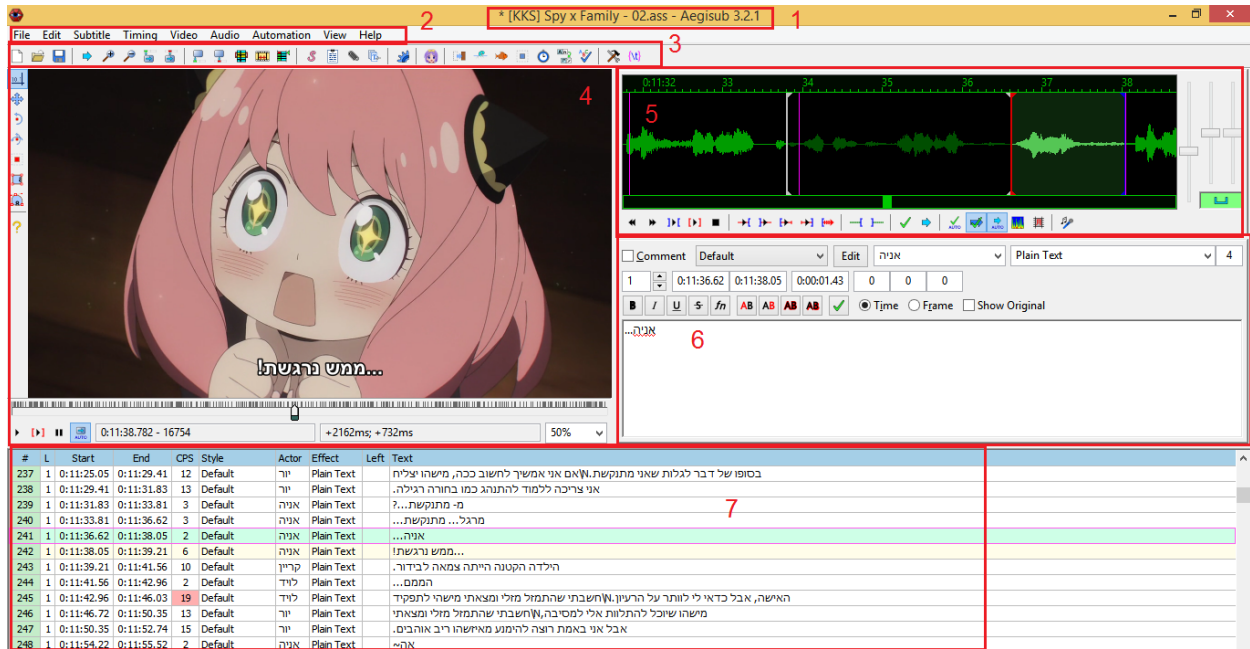 * [KKS] Spy x Family - 02.ass - Aegisub 3.2.1
1
File Edit Subtitle Timing Video Audio Automation View Help
2
3
4
5
0:11:32 33 34 35 36 37 38
Comment Default Edit אניה Plain Text 4
1 0:11:36.62 0:11:38.05 0:00:01.43 0 0 0
B I U S fn AB AB AB AB Time Frame Show Original
אניה...
6
...ממש נרגשת!
0:11:38.782 - 16754 +2162ms; +732ms 50%
# L Start End CPS Style Actor Effect Left Text
237 1 0:11:25.05 0:11:29.41 12 Default יור Plain Text בסופו של דבר לגלות שאני מתנקשת.\Nאם אני אמשיך לחשוב ככה, מישהו יצליח
238 1 0:11:29.41 0:11:31.83 13 Default יור Plain Text אני צריכה ללמוד להתנהג כמו בחורה רגילה.
239 1 0:11:31.83 0:11:33.81 3 Default אניה Plain Text מ- מתנקשת...?
240 1 0:11:33.81 0:11:36.62 3 Default אניה Plain Text מרגל... מתנקשת...
241 1 0:11:36.62 0:11:38.05 2 Default אניה Plain Text אניה...
242 1 0:11:38.05 0:11:39.21 6 Default אניה Plain Text ...ממש נרגשת!
243 1 0:11:39.21 0:11:41.56 10 Default קריין Plain Text הילדה הקטנה הייתה צמאה לבידור.
244 1 0:11:41.56 0:11:42.96 2 Default לויד Plain Text הממם...
245 1 0:11:42.96 0:11:46.03 19 Default לויד Plain Text האישה, אבל כדאי לי לוותר על הרעיון.\Nחשבתי שהתמזל מזלי ומצאתי מישהי לתפקיד
246 1 0:11:46.72 0:11:50.35 13 Default יור Plain Text מישהו שיוכל להתלוות אלי למסיבה,\Nחשבתי שהתמזל מזלי ומצאתי
247 1 0:11:50.35 0:11:52.74 15 Default יור Plain Text אבל אני באמת רוצה להימנע מאיזשהו ריב אוהבים.
248 1 0:11:54.22 0:11:55.52 2 Default אניה Plain Text אה~
7